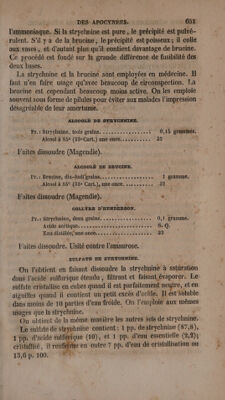 DES APOCYNÉES. 651
l'ammoniaque. Si la strychnine est pure, le précipité est pulvé-
rulent. S'il y a de la brucine, le précipité est poisseux; il colle
aux vases, et d'autant plus qu'il contient davantage de brucine.
Ce procédé est fondé sur la grande différence de fusibilité des
deux bases.
La strychnine et la brucine sont employées en médecine. Il
faut n'en faire usage qu'avec beaucoup de circonspection. La
brucine est cependant beaucoup moins active. On les emploie
souvent sous forme de pilules pour éviter aux malades l'impression
désagréable de leur amertume.
ALCOOLÉ DE STRYCHNINE.
Pr.: Strychnine, trois grains. 0,15 grammes.
Alcool à 85° (33° Cart.), une once. 32
Faites dissoudre (Magendie).
ALCOOLÉ DE BRUCINE.
Pr.: Brucine, dix-huit grains. 1 gramme.
Alcool à 85° (33° Cart.), une once. 32
Faites dissoudre (Magendie).
COLLYRE D'HENDERSON.
Pr.: Strychnine, deux grains. 0,1 gramme.
Acide acétique. S. Q.
Eau distillée, une once. 32
Faites dissoudre. Usité contre l'amaurose.
SULFATE DE STRYCHNINE.
On l'obtient en faisant dissoudre la strychnine à saturation
dans l'acide sulfurique étendu, filtrant et faisant évaporer. Le
sulfate cristallise en cubes quand il est parfaitement neutre, et en
aiguilles quand il contient un petit excès d'acide. Il est soluble
dans moins de 10 parties d'eau froide. On l'emploie aux mêmes
usages que la strychnine.
On obtient de la même manière les autres sels de strychnine.
Le sulfate de strychnine contient: 1 pp. de strychnine (87,8),
1 pp. d'acide sulfurique (10), et 1 pp. d'eau essentielle (2,2);
cristallisé, il renferme en outre 7 pp. d'eau de cristallisation ou
13,6 p. 100.